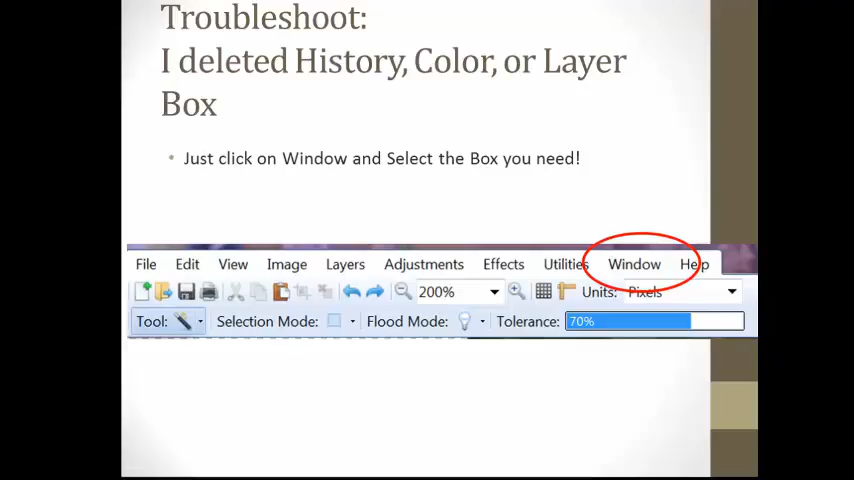 Troubleshoot:
I deleted History, Color, or Layer
Box
• Just click on Window and Select the Box you need!
File Edit View Image Layers Adjustments Effects Utilities Window Help
200% Units: Pixels
Tool: Selection Mode: Flood Mode: Tolerance: 70%